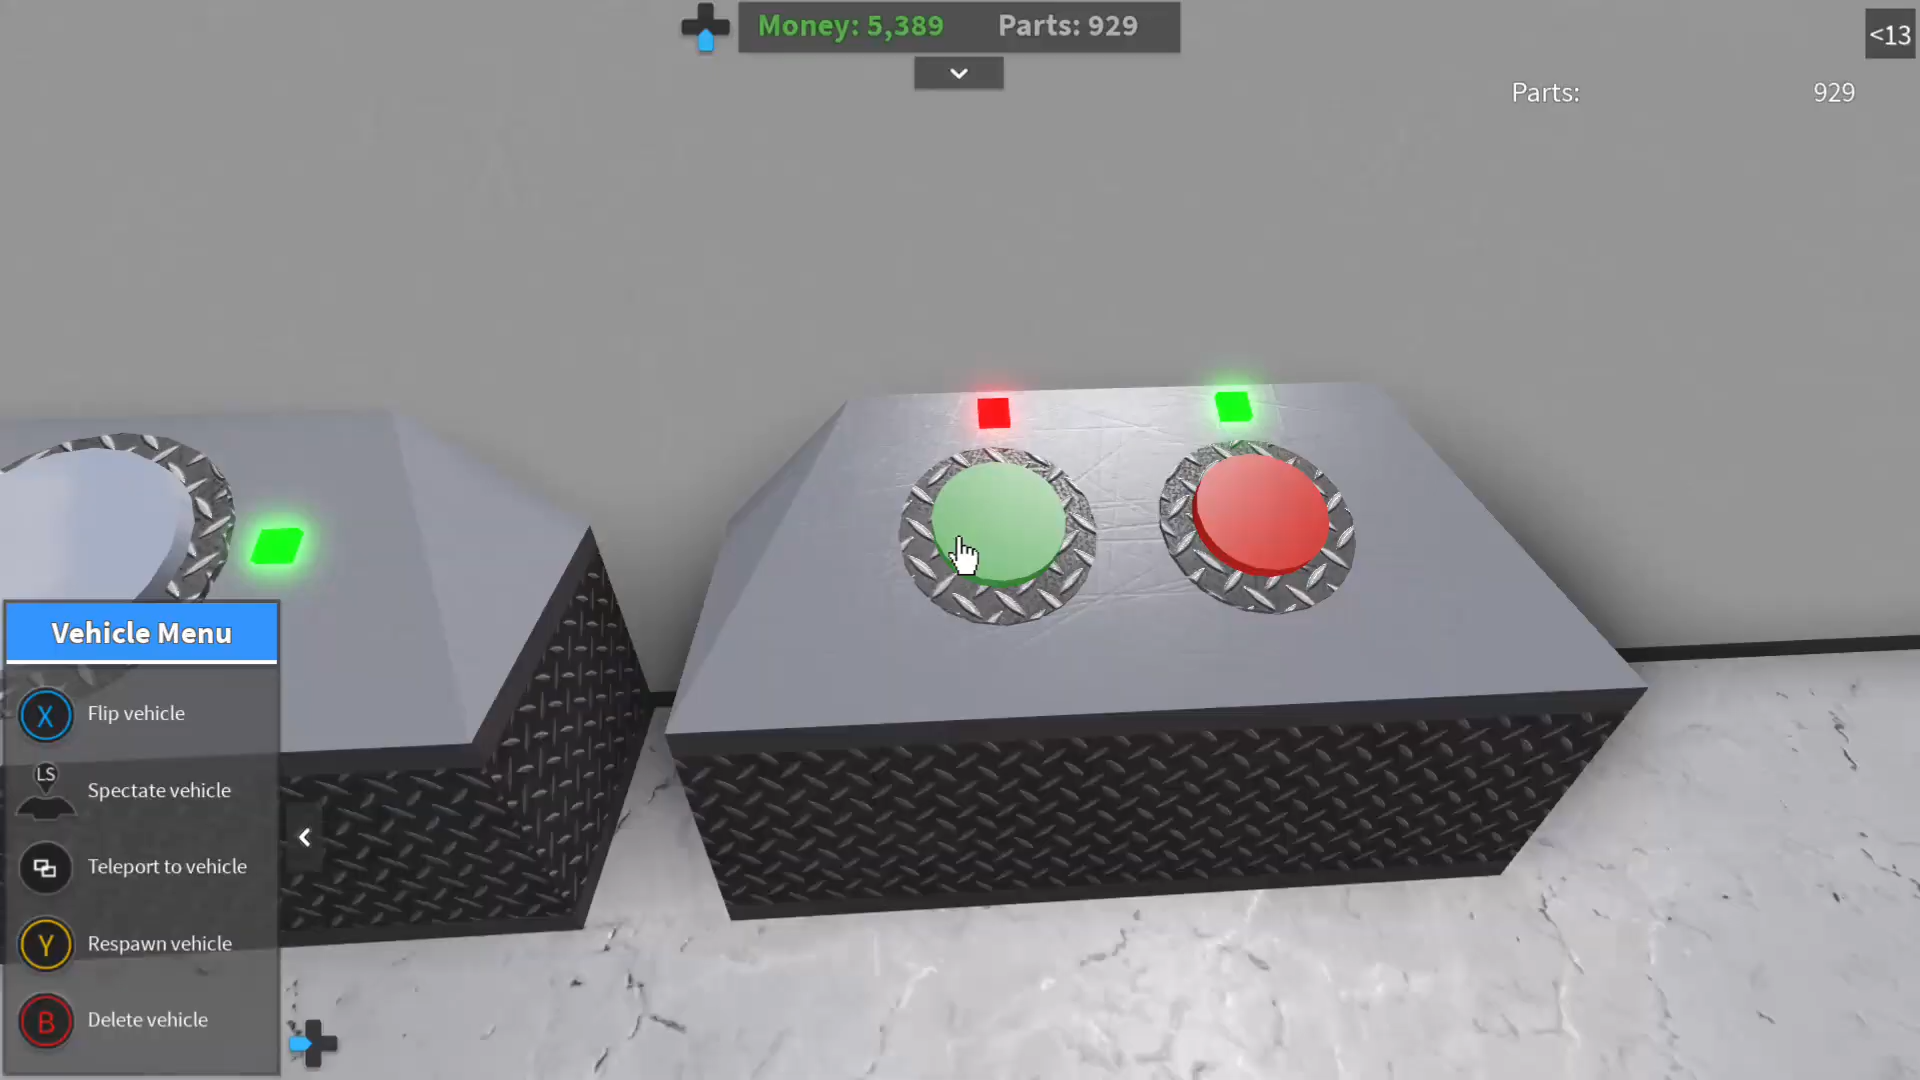 Money: 5,389 Parts: 929
<13
Parts: 929
Vehicle Menu
X Flip vehicle
LS Spectate vehicle
Teleport to vehicle
Y Respawn vehicle
B Delete vehicle